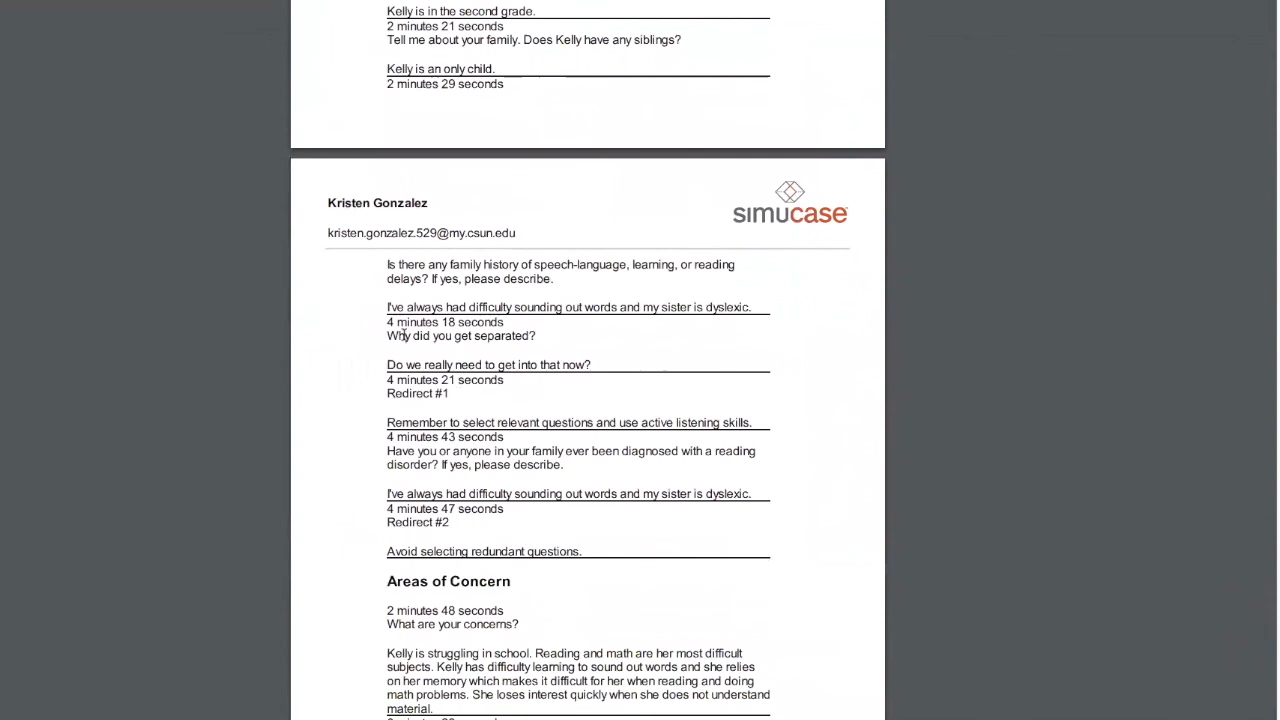 Kelly is in the second grade.
2 minutes 21 seconds
Tell me about your family. Does Kelly have any siblings?
Kelly is an only child.
2 minutes 29 seconds
Kristen Gonzalez
simucase
kristen.gonzalez.529@my.csun.edu
Is there any family history of speech-language, learning, or reading
delays? If yes, please describe.
I've always had difficulty sounding out words and my sister is dyslexic.
4 minutes 18 seconds
Why did you get separated?
Do we really need to get into that now?
4 minutes 21 seconds
Redirect #1
Remember to select relevant questions and use active listening skills.
4 minutes 43 seconds
Have you or anyone in your family ever been diagnosed with a reading
disorder? If yes, please describe.
I've always had difficulty sounding out words and my sister is dyslexic.
4 minutes 47 seconds
Redirect #2
Avoid selecting redundant questions.
Areas of Concern
2 minutes 48 seconds
What are your concerns?
Kelly is struggling in school. Reading and math are her most difficult
subjects. Kelly has difficulty learning to sound out words and she relies
on her memory which makes it difficult for her when reading and doing
math problems. She loses interest quickly when she does not understand
material.